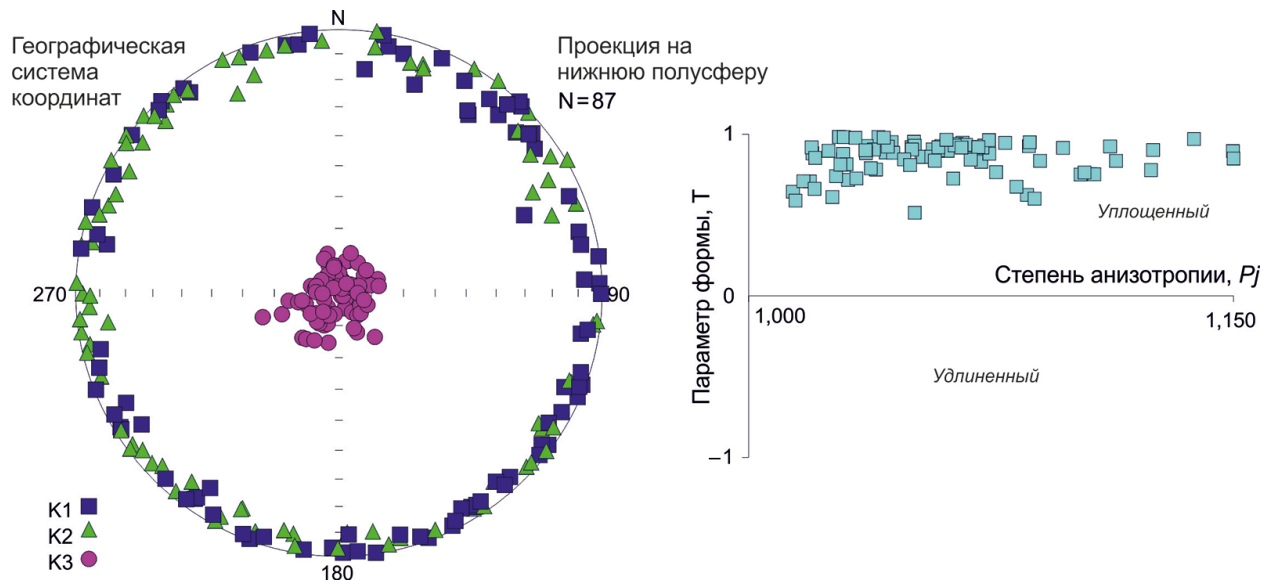 Географическая
система
координат
N
Проекция на
нижнюю полусферу
N=87
270
90
180
K1
K2
K3
Параметр формы, T
1
0
–1
Уплощенный
Степень анизотропии, Pj
1,000
1,150
Удлиненный